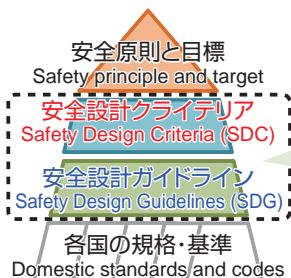 安全原則と目標
Safety principle and target
安全設計クライテリア
Safety Design Criteria (SDC)
安全設計ガイドライン
Safety Design Guidelines (SDG)
各国の規格・基準
Domestic standards and codes